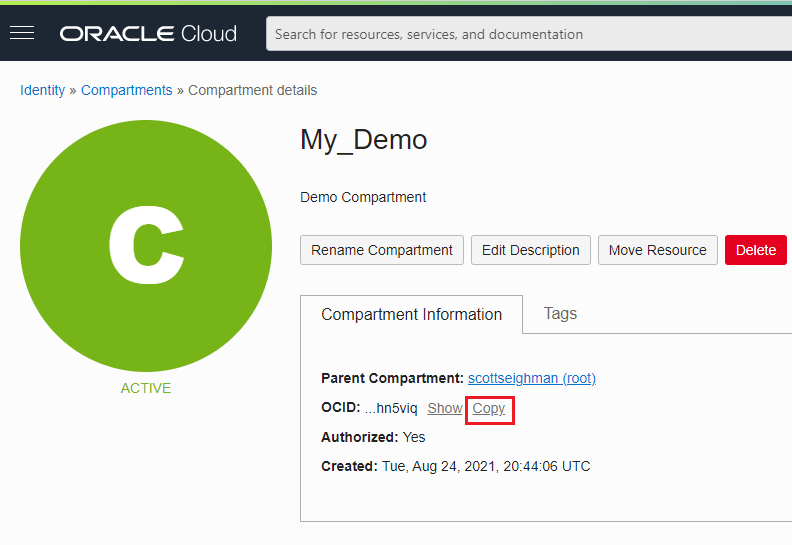 ORACLE Cloud Search for resources, services, and documentation
Identity » Compartments » Compartment details
C
ACTIVE
My_Demo
Demo Compartment
Rename Compartment Edit Description Move Resource Delete
Compartment Information Tags
Parent Compartment: scottseighman (root)
OCID: ...hn5viq Show Copy
Authorized: Yes
Created: Tue, Aug 24, 2021, 20:44:06 UTC